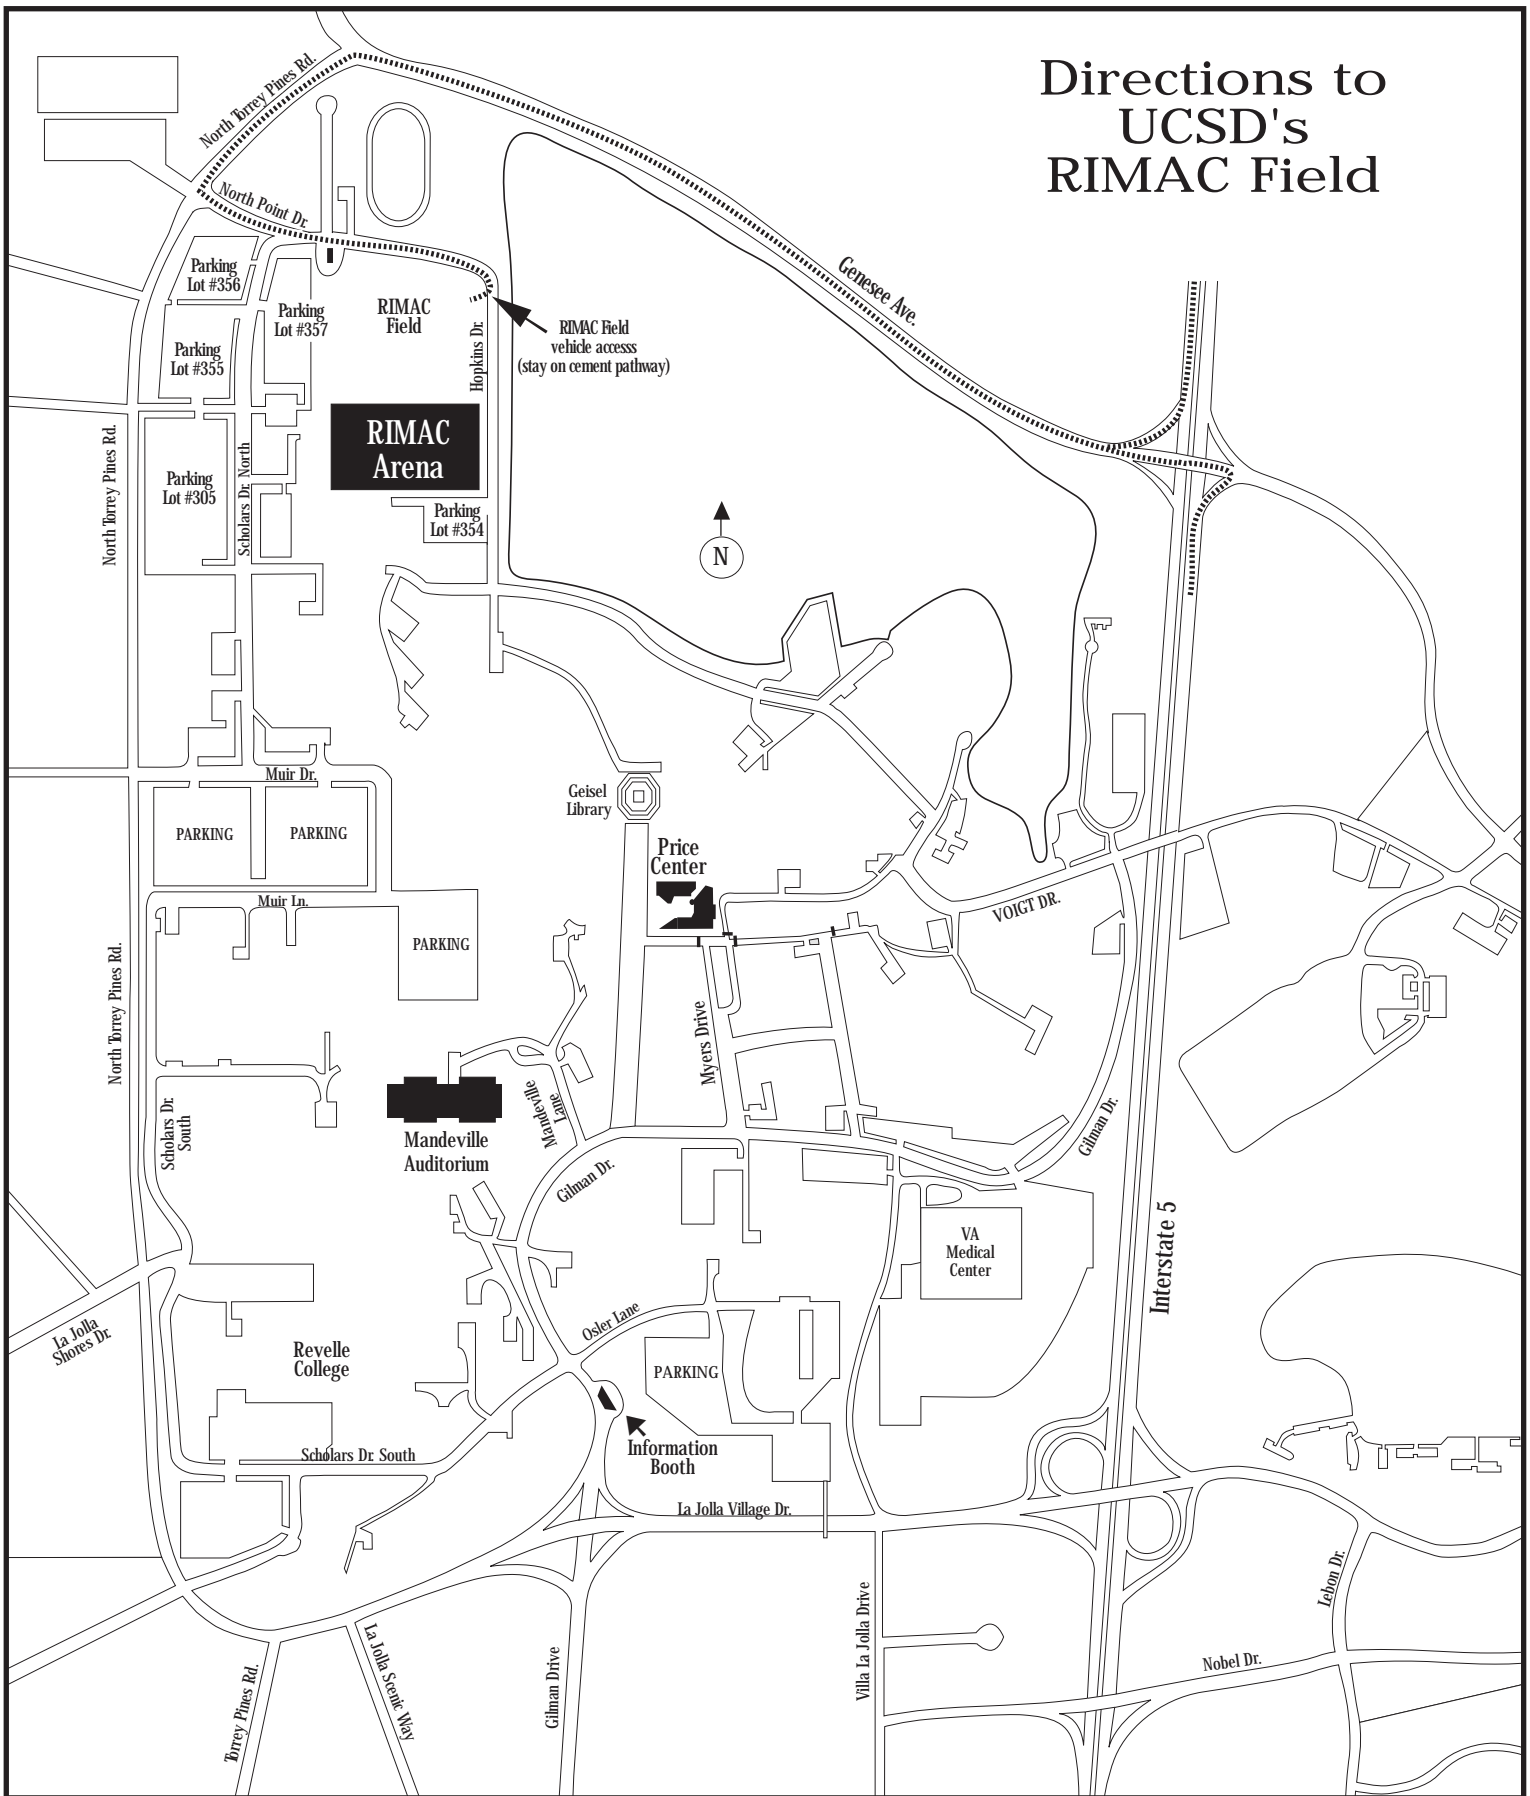 Directions to
UCSD's
RIMAC Field
North Torrey Pines Rd.
North Point Dr.
Genesee Ave.
Parking
Lot #356
Parking
Lot #357
RIMAC
Field
Hopkins Dr.
RIMAC Field
vehicle accesss
(stay on cement pathway)
Parking
Lot #355
RIMAC
Arena
North Torrey Pines Rd.
Parking
Lot #305
Scholars Dr. North
Parking
Lot #354
N
Muir Dr.
Geisel
Library
PARKING
PARKING
Price
Center
Muir Ln.
VOIGT DR.
PARKING
North Torrey Pines Rd.
Myers Drive
Mandeville
Lane
Scholars Dr.
South
Mandeville
Auditorium
Gilman Dr.
Gilman Dr.
VA
Medical
Center
Interstate 5
La Jolla
Shores Dr.
Osler Lane
Revelle
College
PARKING
Information
Booth
Scholars Dr. South
La Jolla Village Dr.
Lebon Dr.
Villa La Jolla Drive
La Jolla Scenic Way
Torrey Pines Rd.
Gilman Drive
Nobel Dr.